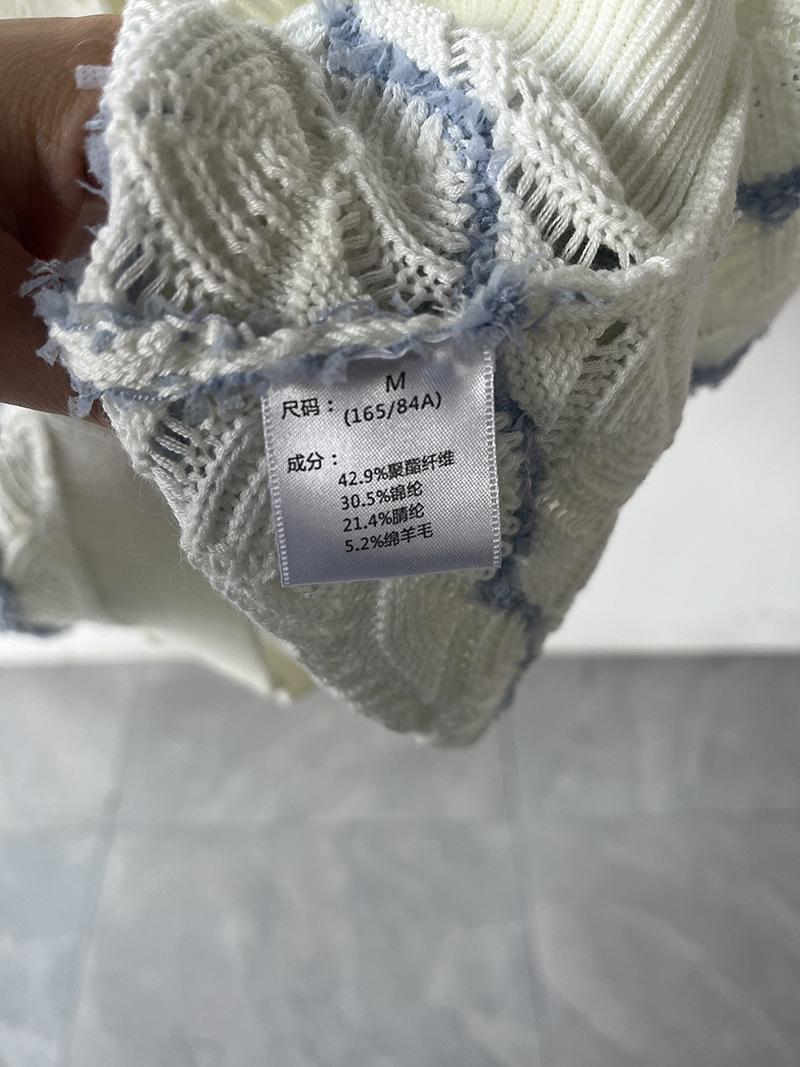 M
尺码：(165/84A)
成分：
42.9%聚酯纤维
30.5%锦纶
21.4%腈纶
5.2%绵羊毛